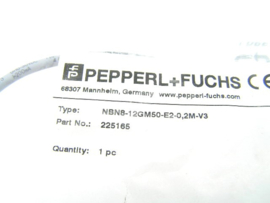 PEPPERL+FUCHS CE
68307 Mannheim, Germany www.pepperl-fuchs.com
Type: NBN8-12GM50-E2-0,2M-V3
Part No.: 225165
Quantity: 1 pc